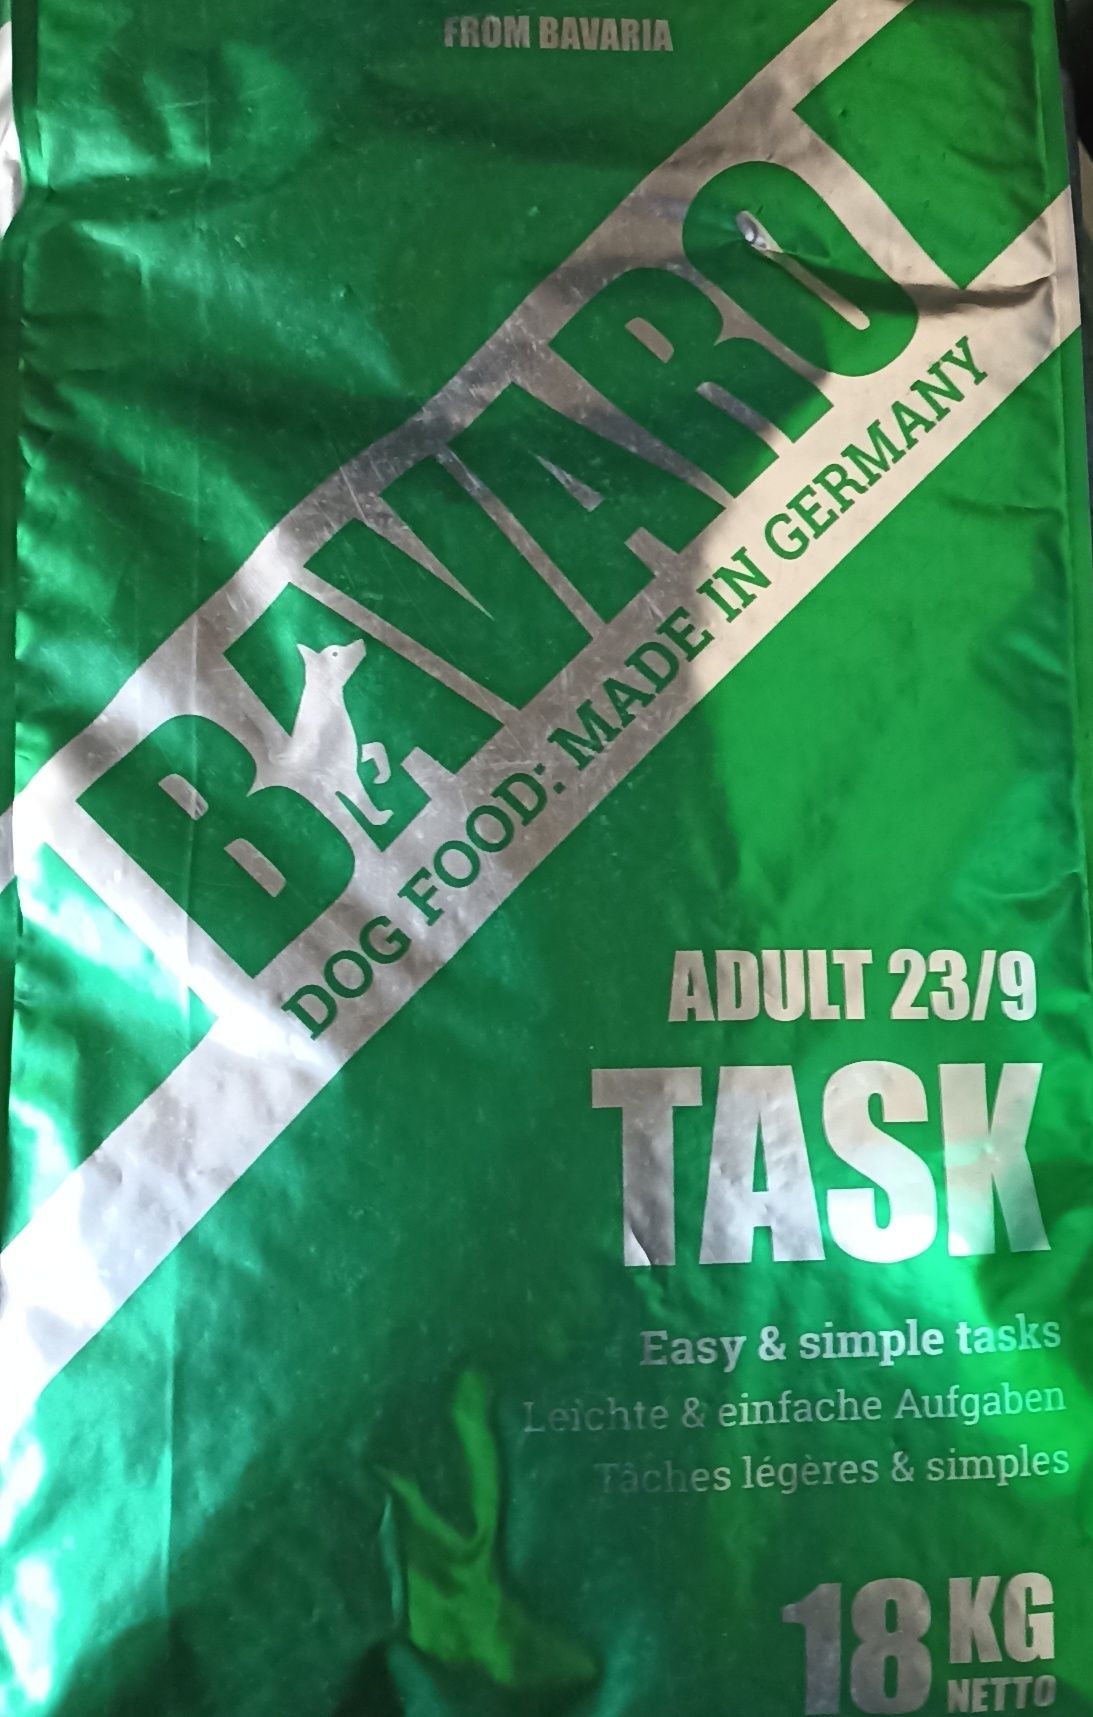 FROM BAVARIA
BAVARO
DOG FOOD: MADE IN GERMANY
ADULT 23/9
TASK
Easy & simple tasks
Leichte & einfache Aufgaben
Tâches légères & simples
18 KG
NETTO